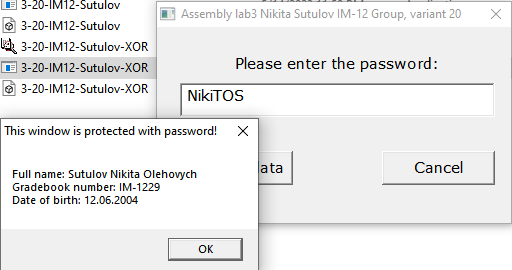 3-20-IM12-Sutulov
3-20-IM12-Sutulov
3-20-IM12-Sutulov-XOR
3-20-IM12-Sutulov-XOR
3-20-IM12-Sutulov-XOR
Assembly lab3 Nikita Sutulov IM-12 Group, variant 20
Please enter the password:
NikiTOS
Cancel
This window is protected with password!
Full name: Sutulov Nikita Olehovych
Gradebook number: IM-1229
Date of birth: 12.06.2004
OK